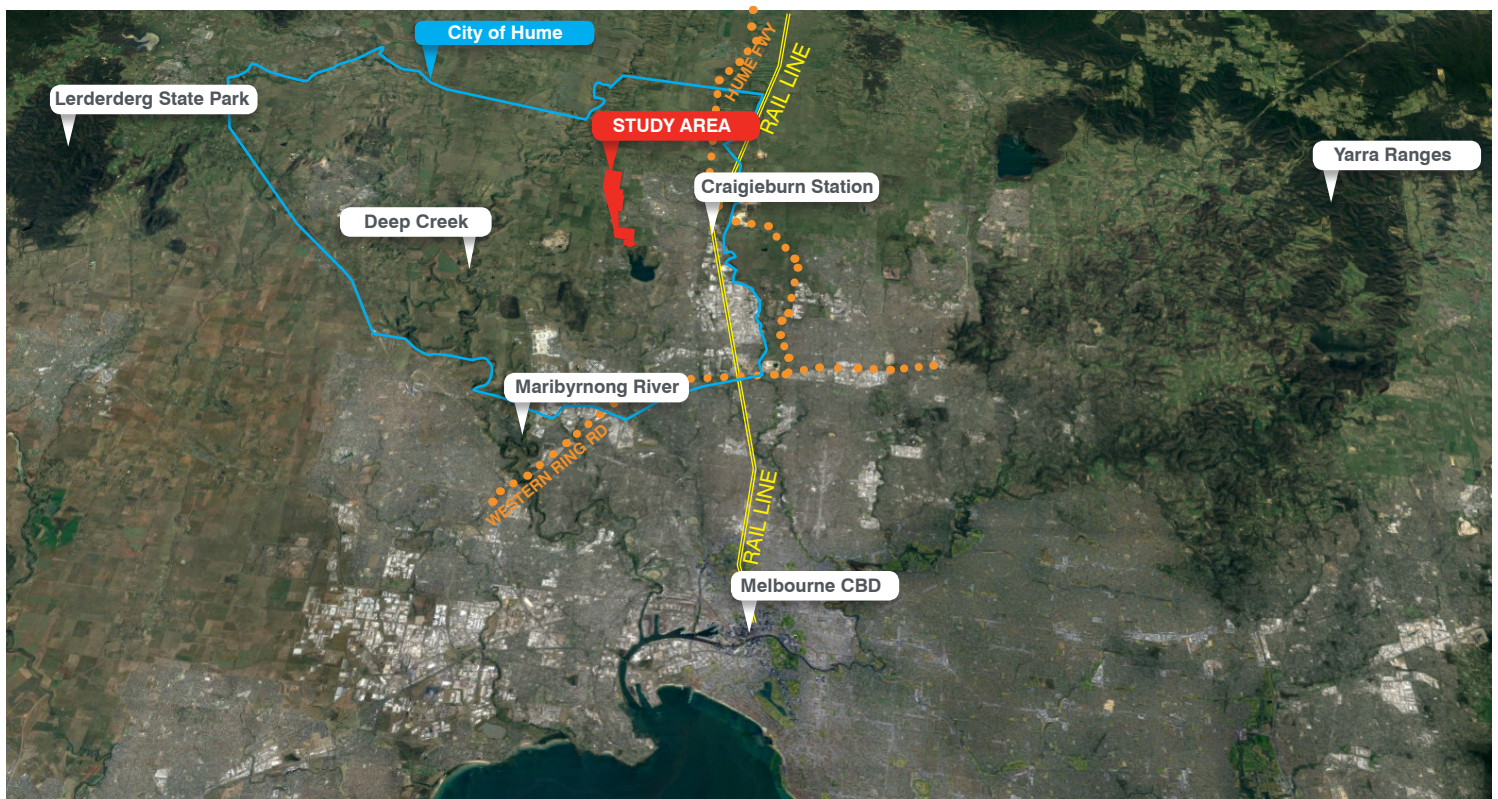 City of Hume
HUME FWY
RAIL LINE
Lerderderg State Park
STUDY AREA
Yarra Ranges
Craigieburn Station
Deep Creek
Maribyrnong River
WESTERN RING RD
RAIL LINE
Melbourne CBD